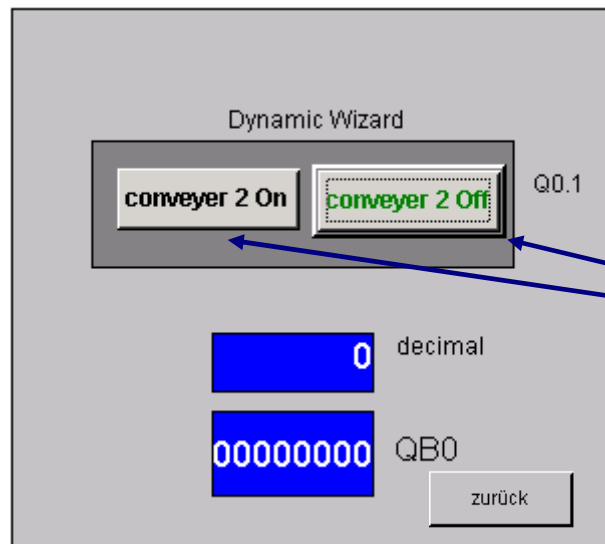 Dynamic Wizard
conveyer 2 On conveyer 2 Off Q0.1
0 decimal
00000000 QB0
zurück